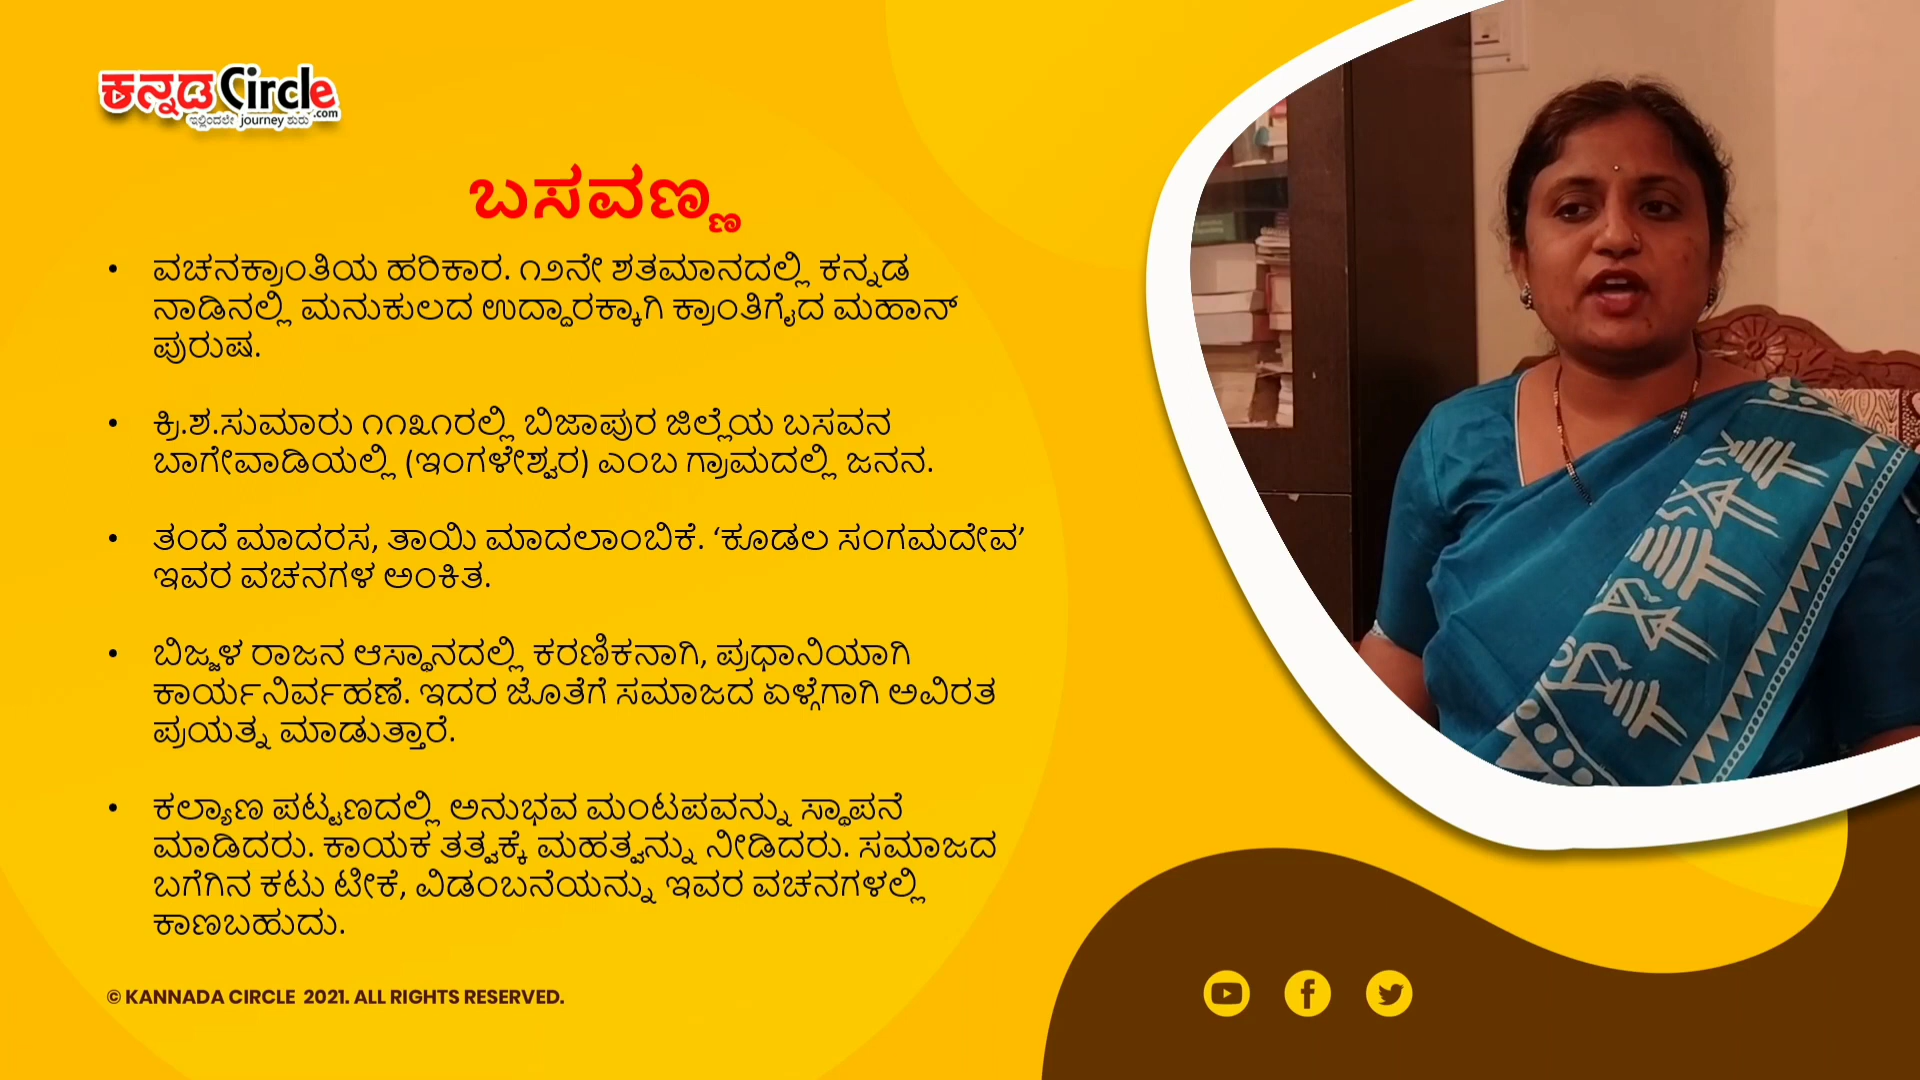 ಕನ್ನಡ Circle
.com
ಇಲ್ಲಿಂದಲೇ journey ಶುರು
ಬಸವಣ್ಣ
• ವಚನಕ್ರಾಂತಿಯ ಹರಿಕಾರ. ೧೨ನೇ ಶತಮಾನದಲ್ಲಿ ಕನ್ನಡ
ನಾಡಿನಲ್ಲಿ ಮನುಕುಲದ ಉದ್ಧಾರಕ್ಕಾಗಿ ಕ್ರಾಂತಿಗೈದ ಮಹಾನ್
ಪುರುಷ.
• ಕ್ರಿ.ಶ.ಸುಮಾರು ೧೧೩೧ರಲ್ಲಿ ಬಿಜಾಪುರ ಜಿಲ್ಲೆಯ ಬಸವನ
ಬಾಗೇವಾಡಿಯಲ್ಲಿ (ಇಂಗಳೇಶ್ವರ) ಎಂಬ ಗ್ರಾಮದಲ್ಲಿ ಜನನ.
• ತಂದೆ ಮಾದರಸ, ತಾಯಿ ಮಾದಲಾಂಬಿಕೆ. ‘ಕೂಡಲ ಸಂಗಮದೇವ’
ಇವರ ವಚನಗಳ ಅಂಕಿತ.
• ಬಿಜ್ಜಳ ರಾಜನ ಆಸ್ಥಾನದಲ್ಲಿ ಕರಣಿಕನಾಗಿ, ಪ್ರಧಾನಿಯಾಗಿ
ಕಾರ್ಯನಿರ್ವಹಣೆ. ಇದರ ಜೊತೆಗೆ ಸಮಾಜದ ಏಳ್ಗೆಗಾಗಿ ಅವಿರತ
ಪ್ರಯತ್ನ ಮಾಡುತ್ತಾರೆ.
• ಕಲ್ಯಾಣ ಪಟ್ಟಣದಲ್ಲಿ ಅನುಭವ ಮಂಟಪವನ್ನು ಸ್ಥಾಪನೆ
ಮಾಡಿದರು. ಕಾಯಕ ತತ್ವಕ್ಕೆ ಮಹತ್ವನ್ನು ನೀಡಿದರು. ಸಮಾಜದ
ಬಗೆಗಿನ ಕಟು ಟೀಕೆ, ವಿಡಂಬನೆಯನ್ನು ಇವರ ವಚನಗಳಲ್ಲಿ
ಕಾಣಬಹುದು.
© KANNADA CIRCLE 2021. ALL RIGHTS RESERVED.